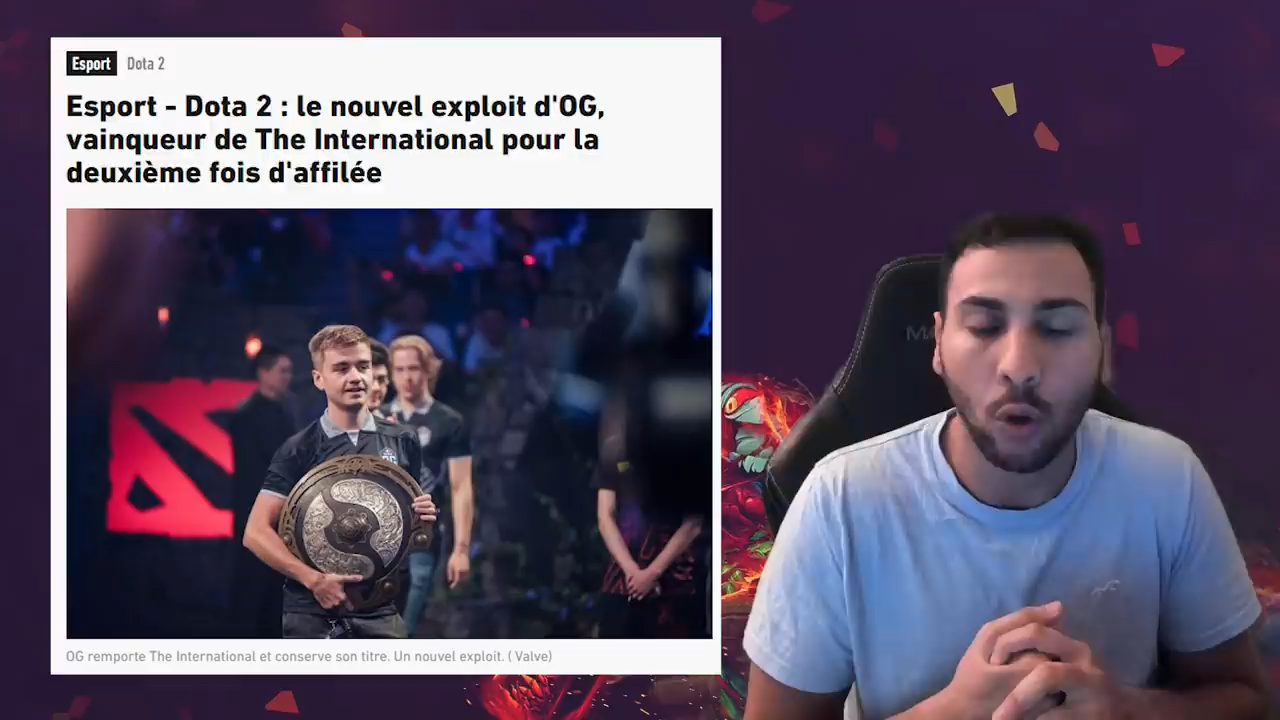 Esport Dota 2
Esport - Dota 2 : le nouvel exploit d'OG,
vainqueur de The International pour la
deuxième fois d'affilée
OG remporte The International et conserve son titre. Un nouvel exploit. ( Valve)